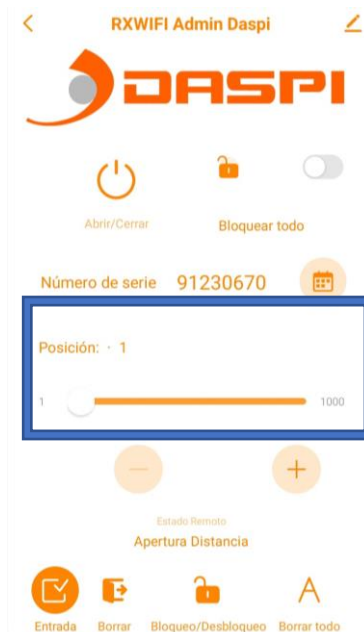 RXWIFI Admin Daspi
DASPI
Abrir/Cerrar
Bloquear todo
Número de serie 91230670
Posición: · 1
1 1000
Estado Remoto
Apertura Distancia
Entrada Borrar Bloqueo/Desbloqueo Borrar todo